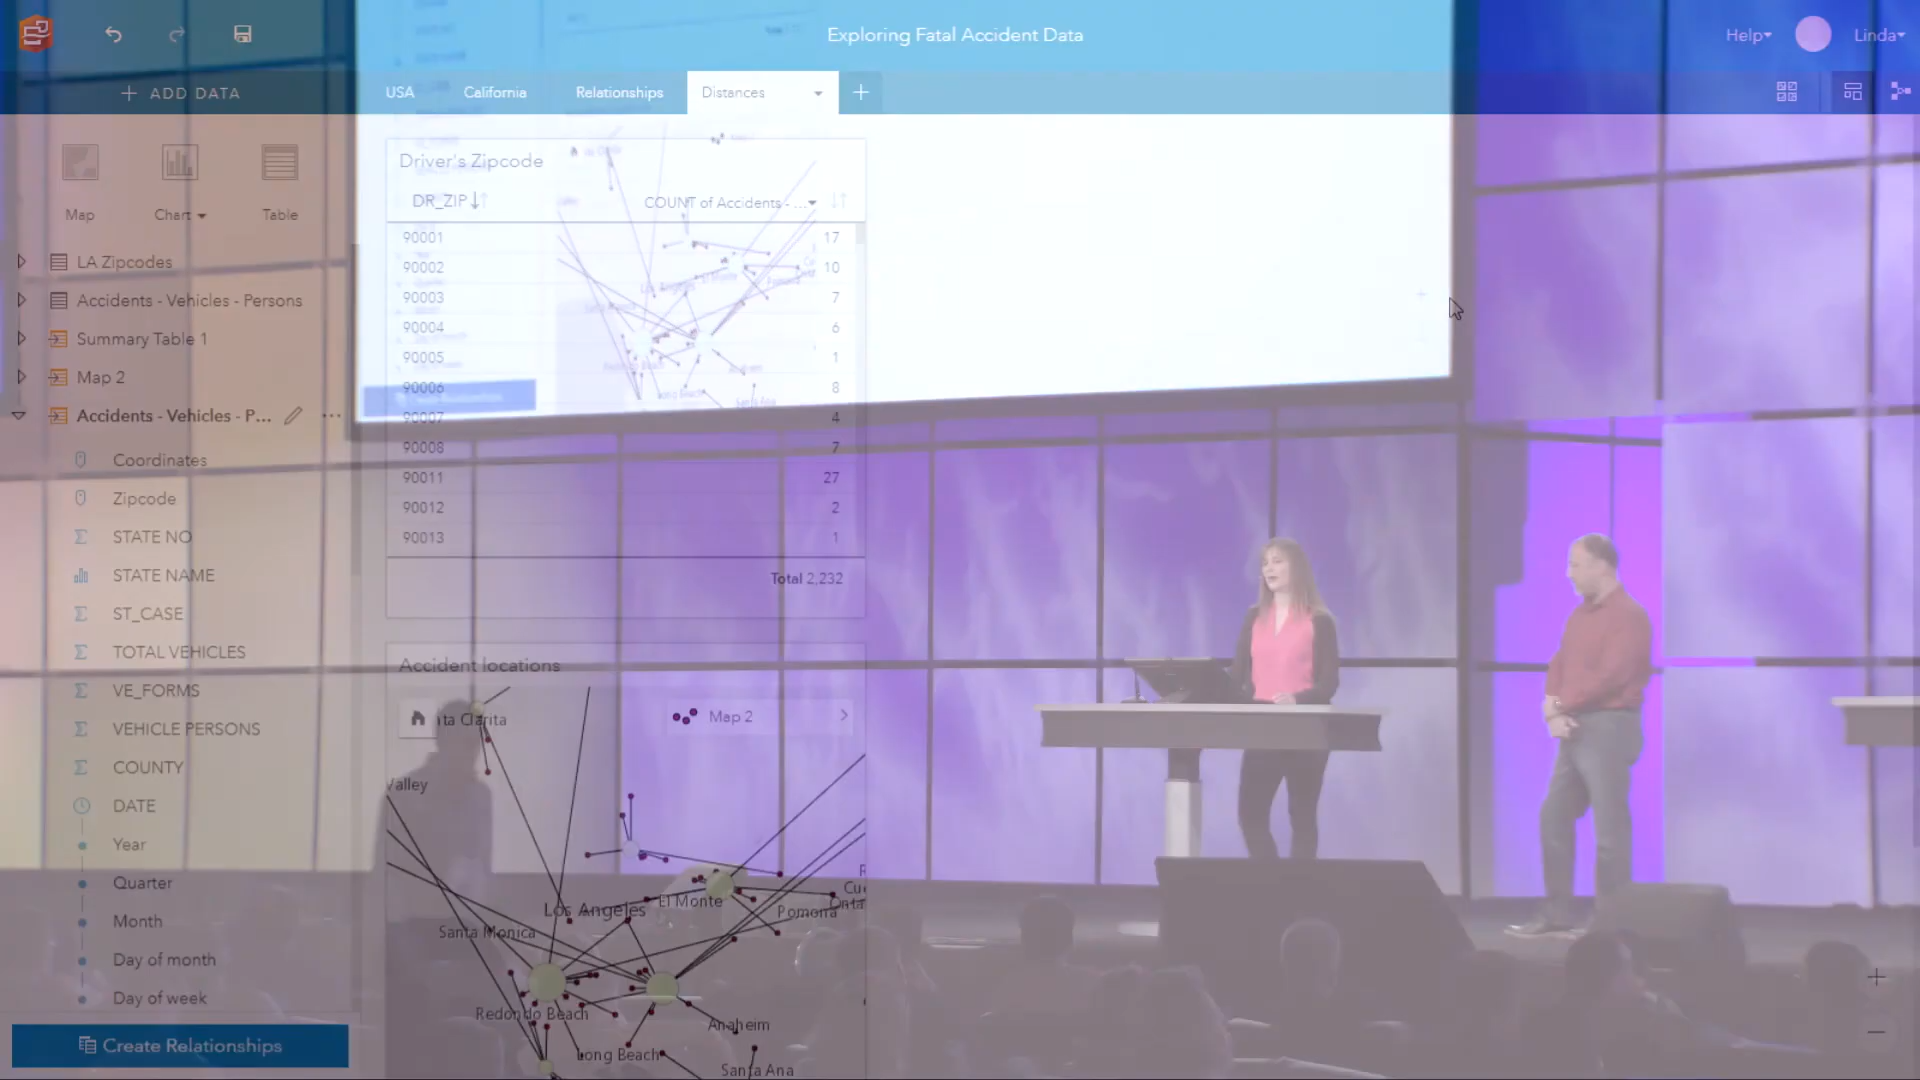 Exploring Fatal Accident Data
Help
Linda
ADD DATA
USA
California
Relationships
Distances
Map
Chart
Table
LA Zipcodes
Accidents - Vehicles - Persons
Summary Table 1
Map 2
Accidents - Vehicles - P...
Coordinates
Zipcode
STATE NO
STATE NAME
ST_CASE
TOTAL VEHICLES
VE_FORMS
VEHICLE PERSONS
COUNTY
DATE
Year
Quarter
Month
Day of month
Day of week
Create Relationships
Driver's Zipcode
DR_ZIP COUNT of Accidents - ...
90001 17
90002 10
90003 7
90004 6
90005 1
90006 8
90007 4
90008 7
90011 27
90012 2
90013 1
Total 2,232
Accident locations
Map 2
ta Clarita
Valley
Los Angeles
El Monte
Pomona
Onta
Santa Monica
Redondo Beach
Anaheim
Long Beach
Santa Ana